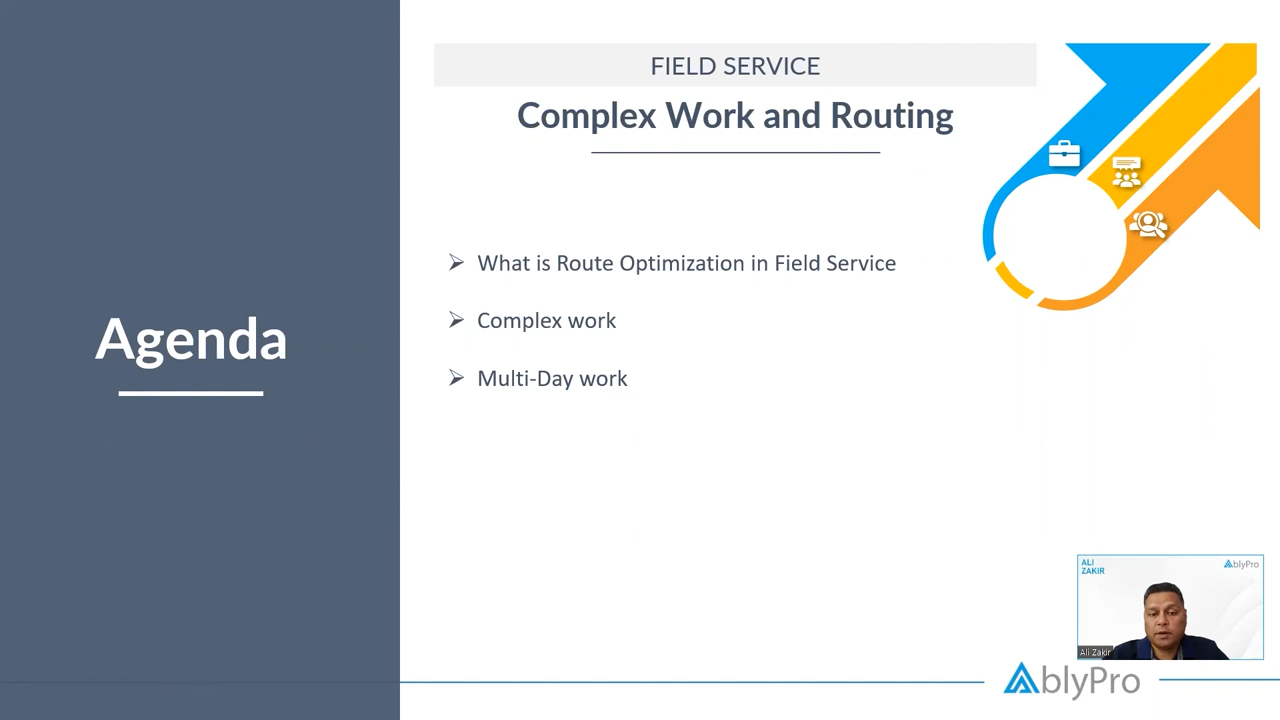 Agenda
FIELD SERVICE
Complex Work and Routing
What is Route Optimization in Field Service
Complex work
Multi-Day work
ALI
ZAKIR
AblyPro
Ali Zakir
AblyPro